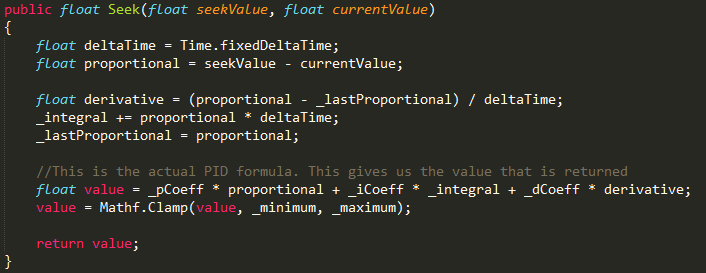 public float Seek(float seekValue, float currentValue)
{
float deltaTime = Time.fixedDeltaTime;
float proportional = seekValue - currentValue;
float derivative = (proportional - _lastProportional) / deltaTime;
_integral += proportional * deltaTime;
_lastProportional = proportional;
//This is the actual PID formula. This gives us the value that is returned
float value = _pCoeff * proportional + _iCoeff * _integral + _dCoeff * derivative;
value = Mathf.Clamp(value, _minimum, _maximum);
return value;
}